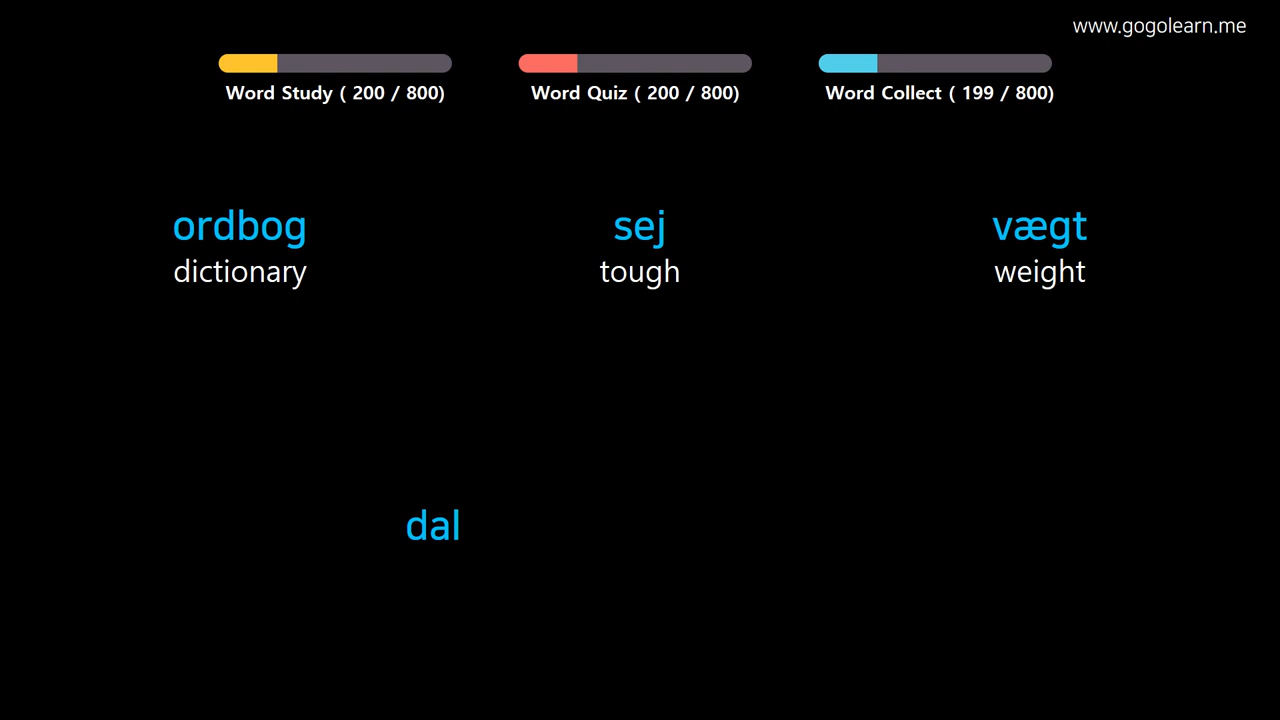 www.gogolearn.me
Word Study ( 200 / 800)
Word Quiz ( 200 / 800)
Word Collect ( 199 / 800)
ordbog
dictionary
sej
tough
vægt
weight
dal